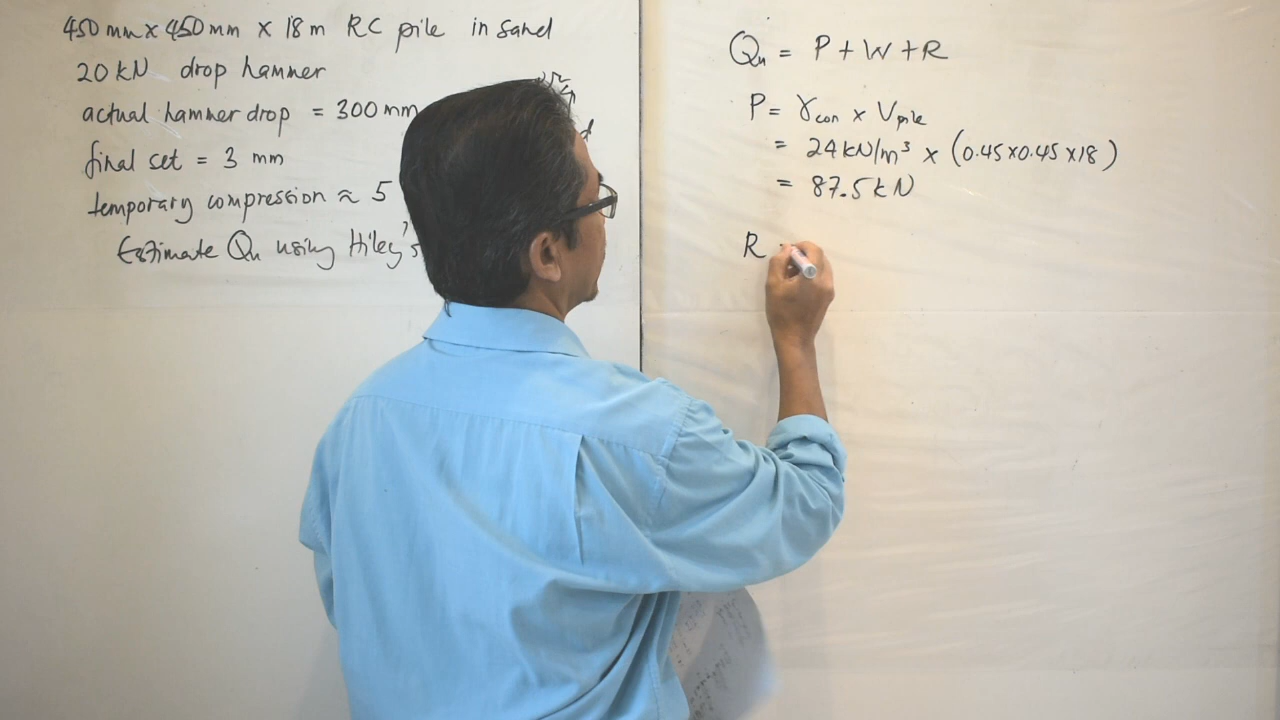 450 mm x 450 mm x 18 m RC pile in sand
20 kN drop hammer
actual hammer drop = 300 mm
final set = 3 mm
temporary compression ≈ 5
Estimate Qu using Hiley's
Qu = P + W + R
P = γcon x Vpile
= 24 kN/m³ x (0.45 x 0.45 x 18)
= 87.5 kN
R